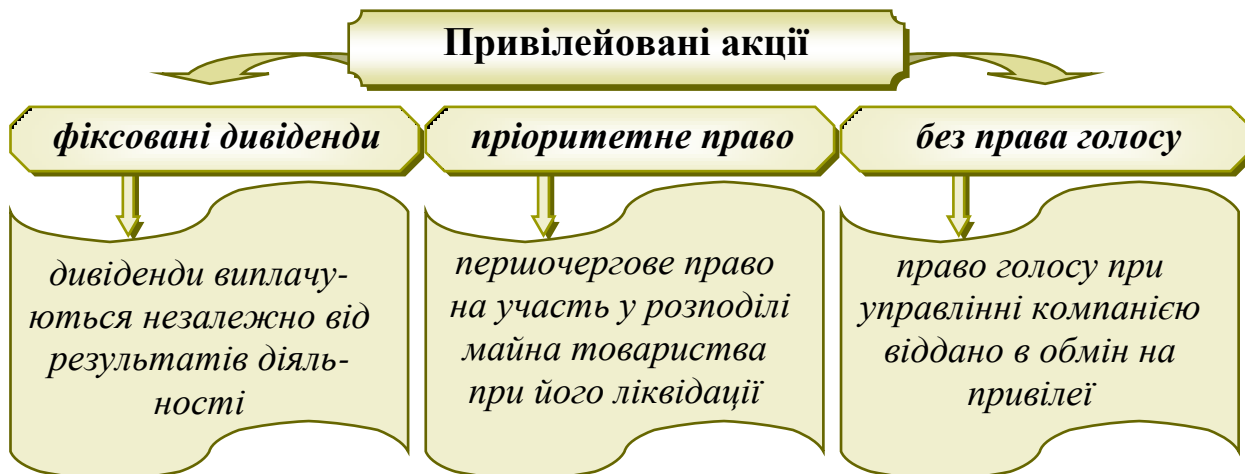 Привілейовані акції
фіксовані дивіденди
пріоритетне право
без права голосу
дивіденди виплачу-
ються незалежно від
результатів діяль-
ності
першочергове право
на участь у розподілі
майна товариства
при його ліквідації
право голосу при
управлінні компанією
віддано в обмін на
привілеї